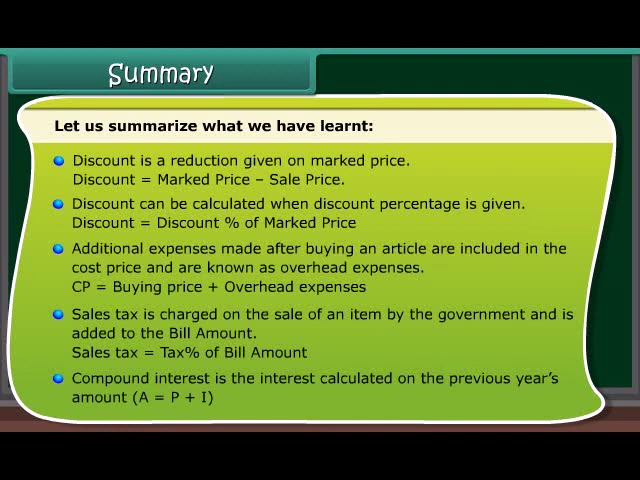 Summary
Let us summarize what we have learnt:
Discount is a reduction given on marked price.
Discount = Marked Price – Sale Price.
Discount can be calculated when discount percentage is given.
Discount = Discount % of Marked Price
Additional expenses made after buying an article are included in the
cost price and are known as overhead expenses.
CP = Buying price + Overhead expenses
Sales tax is charged on the sale of an item by the government and is
added to the Bill Amount.
Sales tax = Tax% of Bill Amount
Compound interest is the interest calculated on the previous year’s
amount (A = P + I)